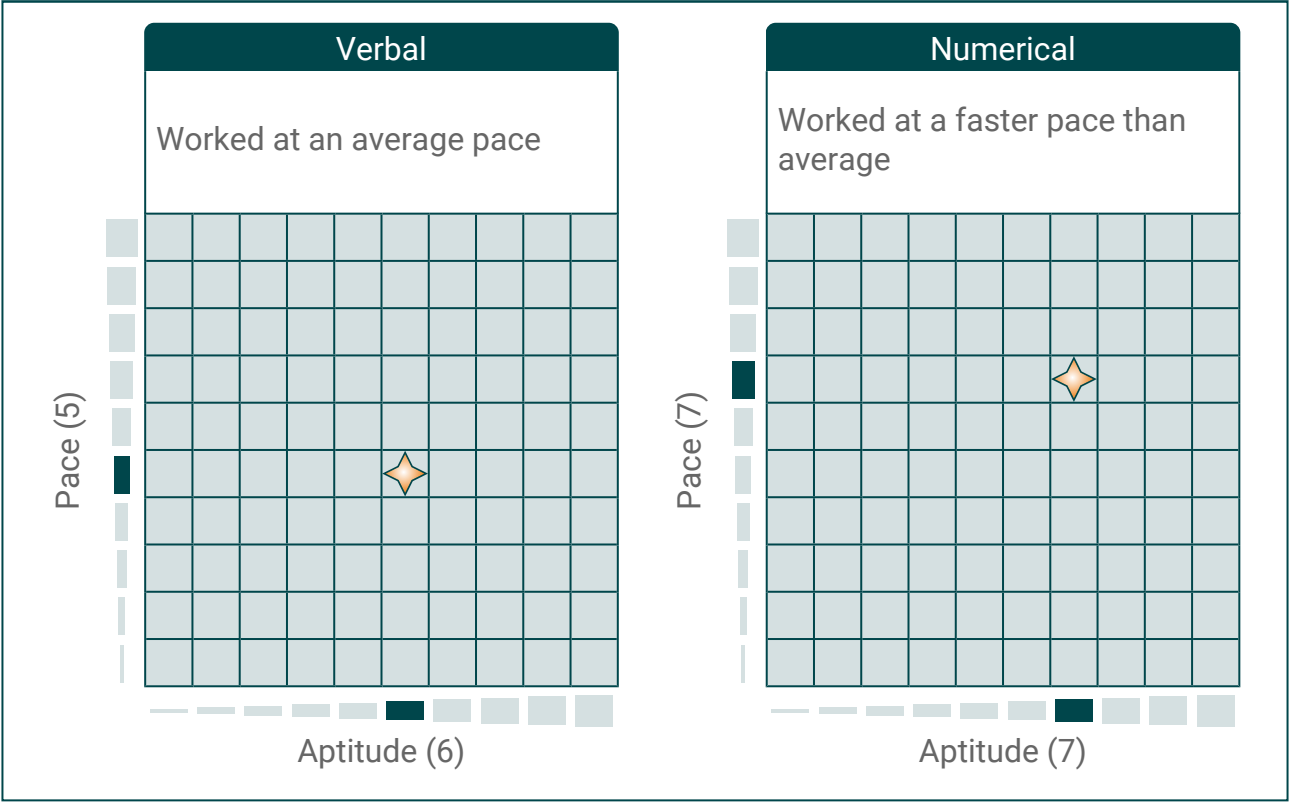 Verbal
Worked at an average pace
Pace (5)
Aptitude (6)
Numerical
Worked at a faster pace than
average
Pace (7)
Aptitude (7)